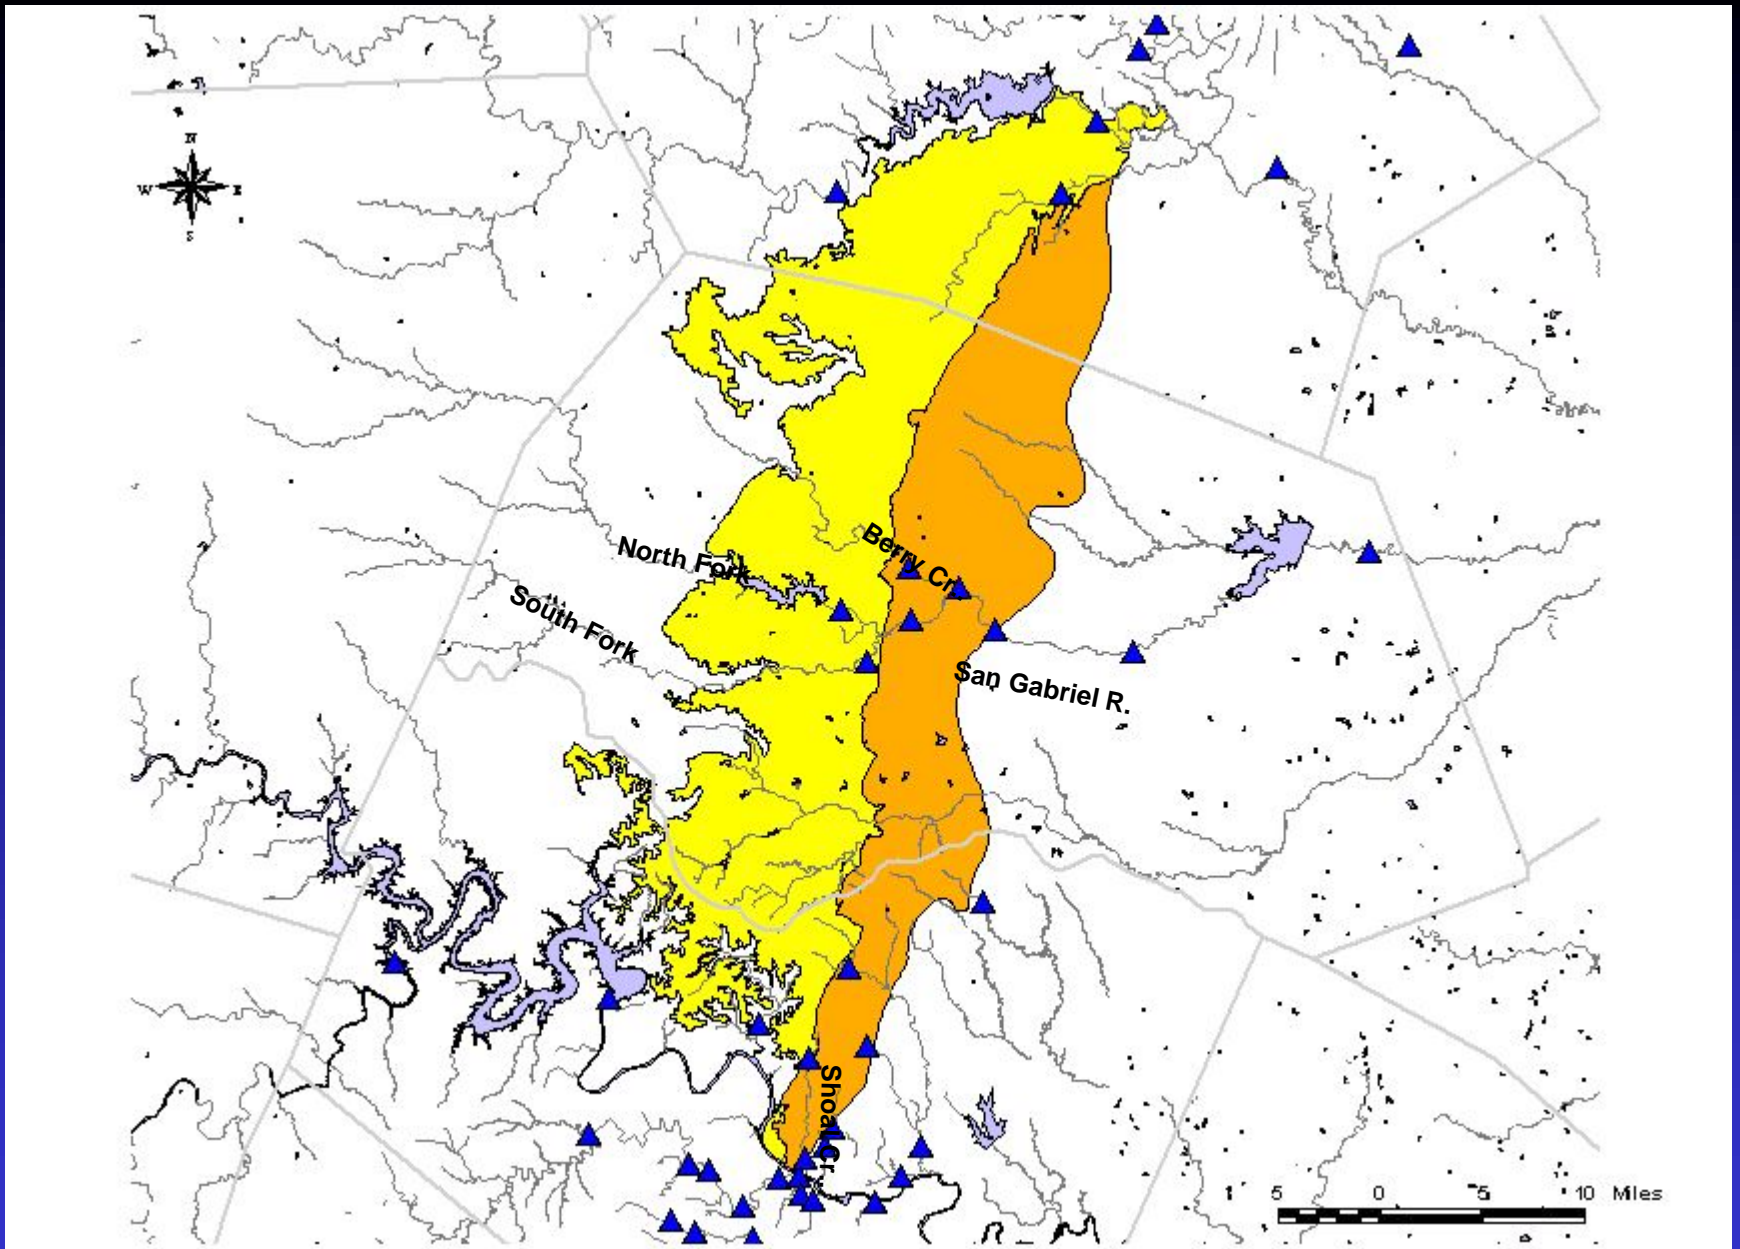 N
W E
S
North Fork
Berry Cr.
South Fork
San Gabriel R.
Shoal Cr.
5 0 5 10 Miles